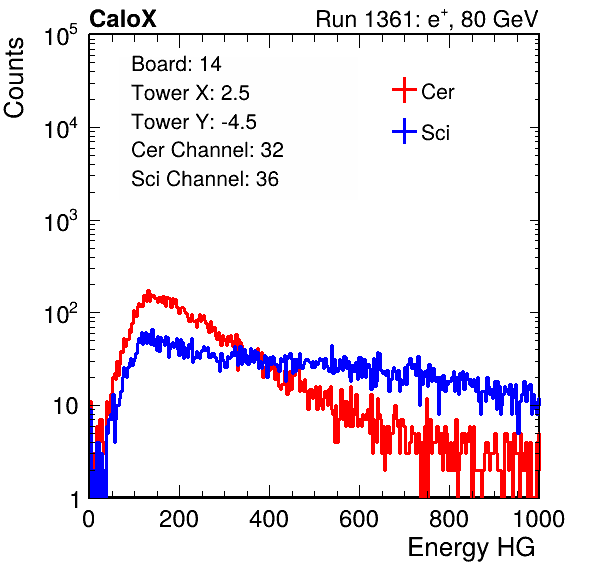 CaloX Run 1361: e⁺, 80 GeV
Counts
Board: 14
Tower X: 2.5
Tower Y: -4.5
Cer Channel: 32
Sci Channel: 36
Cer
Sci
10⁵
10⁴
10³
10²
10
1
0 200 400 600 800 1000
Energy HG